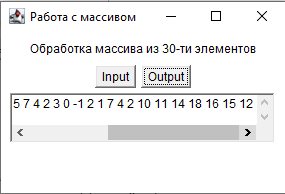 Работа с массивом
Обработка массива из 30-ти элементов
Input Output
5 7 4 2 3 0 -1 2 1 7 4 2 10 11 14 18 16 15 12